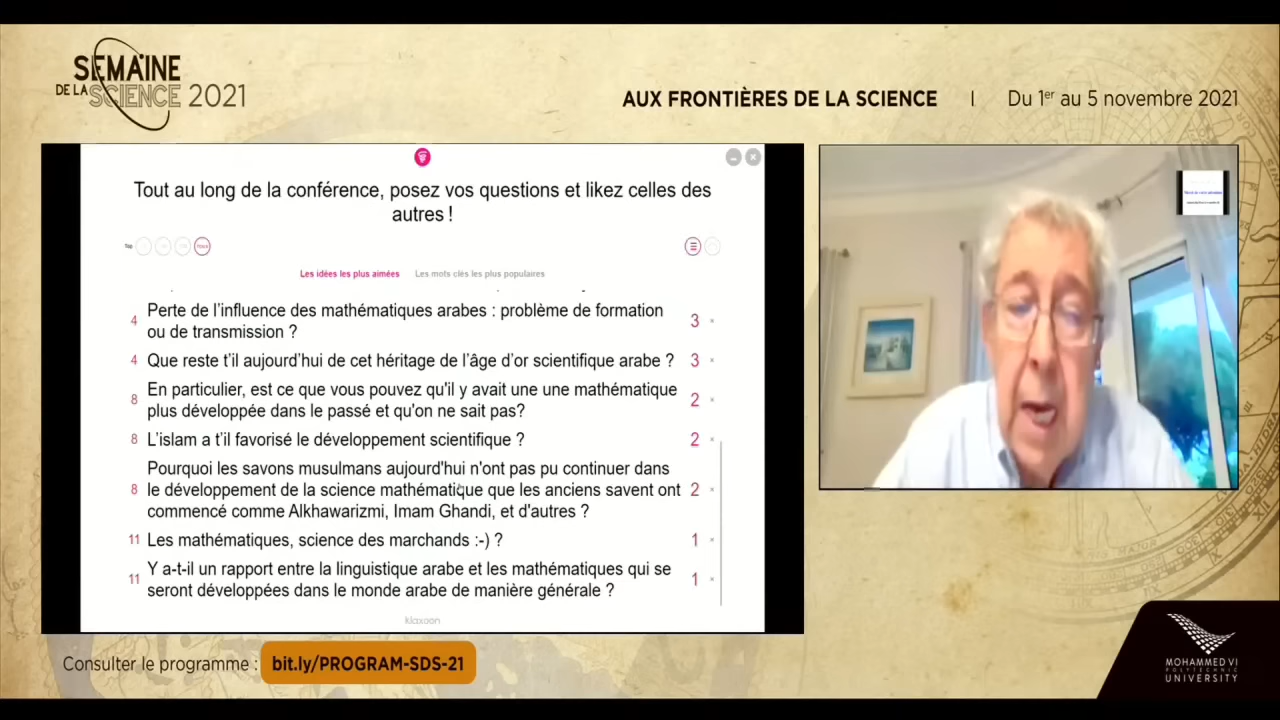 SEMAINE
DE LA SCIENCE 2021
AUX FRONTIÈRES DE LA SCIENCE | Du 1er au 5 novembre 2021
Tout au long de la conférence, posez vos questions et likez celles des
autres !
Top
Tous
Les idées les plus aimées Les mots clés les plus populaires
4 Perte de l'influence des mathématiques arabes : problème de formation 3
ou de transmission ?
4 Que reste t'il aujourd'hui de cet héritage de l'âge d'or scientifique arabe ? 3
8 En particulier, est ce que vous pouvez qu'il y avait une une mathématique 2
plus développée dans le passé et qu'on ne sait pas?
8 L'islam a t'il favorisé le développement scientifique ? 2
Pourquoi les savons musulmans aujourd'hui n'ont pas pu continuer dans
8 le développement de la science mathématique que les anciens savent ont 2
commencé comme Alkhawarizmi, Imam Ghandi, et d'autres ?
11 Les mathématiques, science des marchands :-) ? 1
11 Y a-t-il un rapport entre la linguistique arabe et les mathématiques qui se 1
seront développées dans le monde arabe de manière générale ?
klaxoon
Consulter le programme : bit.ly/PROGRAM-SDS-21
MOHAMMED VI
POLYTECHNIC
UNIVERSITY